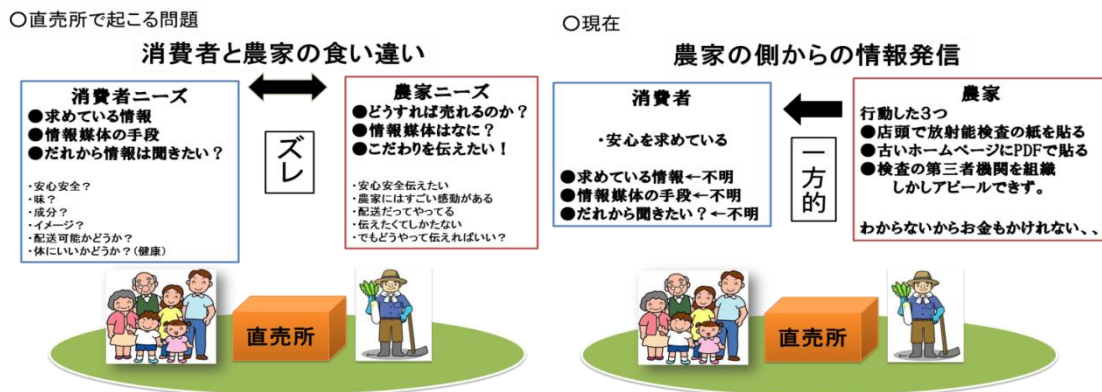 〇直売所で起こる問題
消費者と農家の食い違い
消費者ニーズ
●求めている情報
●情報媒体の手段
●だれから情報は聞きたい？
・安心安全？
・味？
・成分？
・イメージ？
・配送可能かどうか？
・体にいいかどうか？（健康）
ズレ
農家ニーズ
●どうすれば売れるのか？
●情報媒体はなに？
●こだわりを伝えたい！
・安心安全伝えたい
・農家にはすごい感動がある
・配送だってやってる
・伝えたくてしかたない
・でもどうやって伝えればいい？
直売所
〇現在
農家の側からの情報発信
消費者
・安心を求めている
●求めている情報←不明
●情報媒体の手段←不明
●だれから聞きたい？←不明
一方的
農家
行動した３つ
●店頭で放射能検査の紙を貼る
●古いホームページにPDFで貼る
●検査の第三者機関を組織
しかしアピールできず。
わからないからお金もかけれない、、
直売所